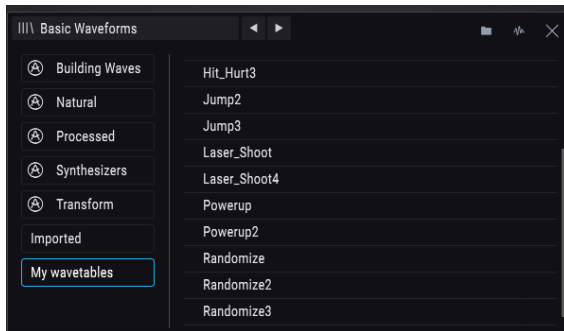 Basic Waveforms
Building Waves
Natural
Processed
Synthesizers
Transform
Imported
My wavetables
Hit_Hurt3
Jump2
Jump3
Laser_Shoot
Laser_Shoot4
Powerup
Powerup2
Randomize
Randomize2
Randomize3